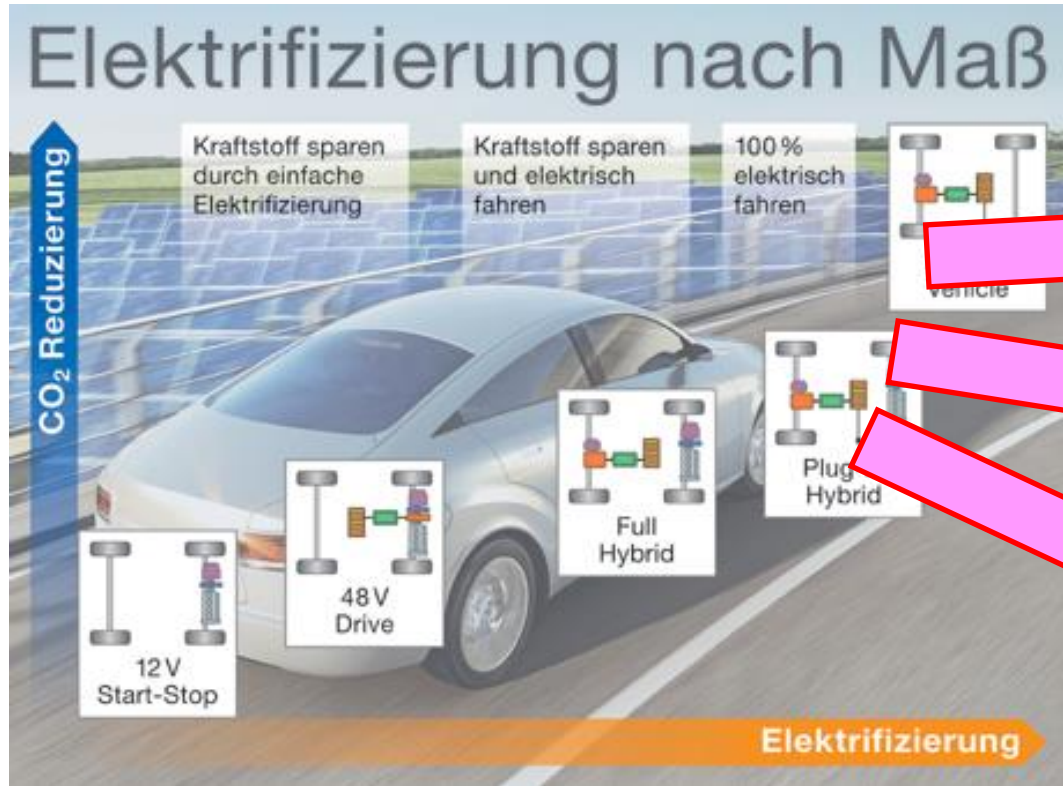 Elektrifizierung nach Maß
CO₂ Reduzierung
Kraftstoff sparen
durch einfache
Elektrifizierung
Kraftstoff sparen
und elektrisch
fahren
100 %
elektrisch
fahren
Vehicle
Plug
Hybrid
Full
Hybrid
48 V
Drive
12 V
Start-Stop
Elektrifizierung